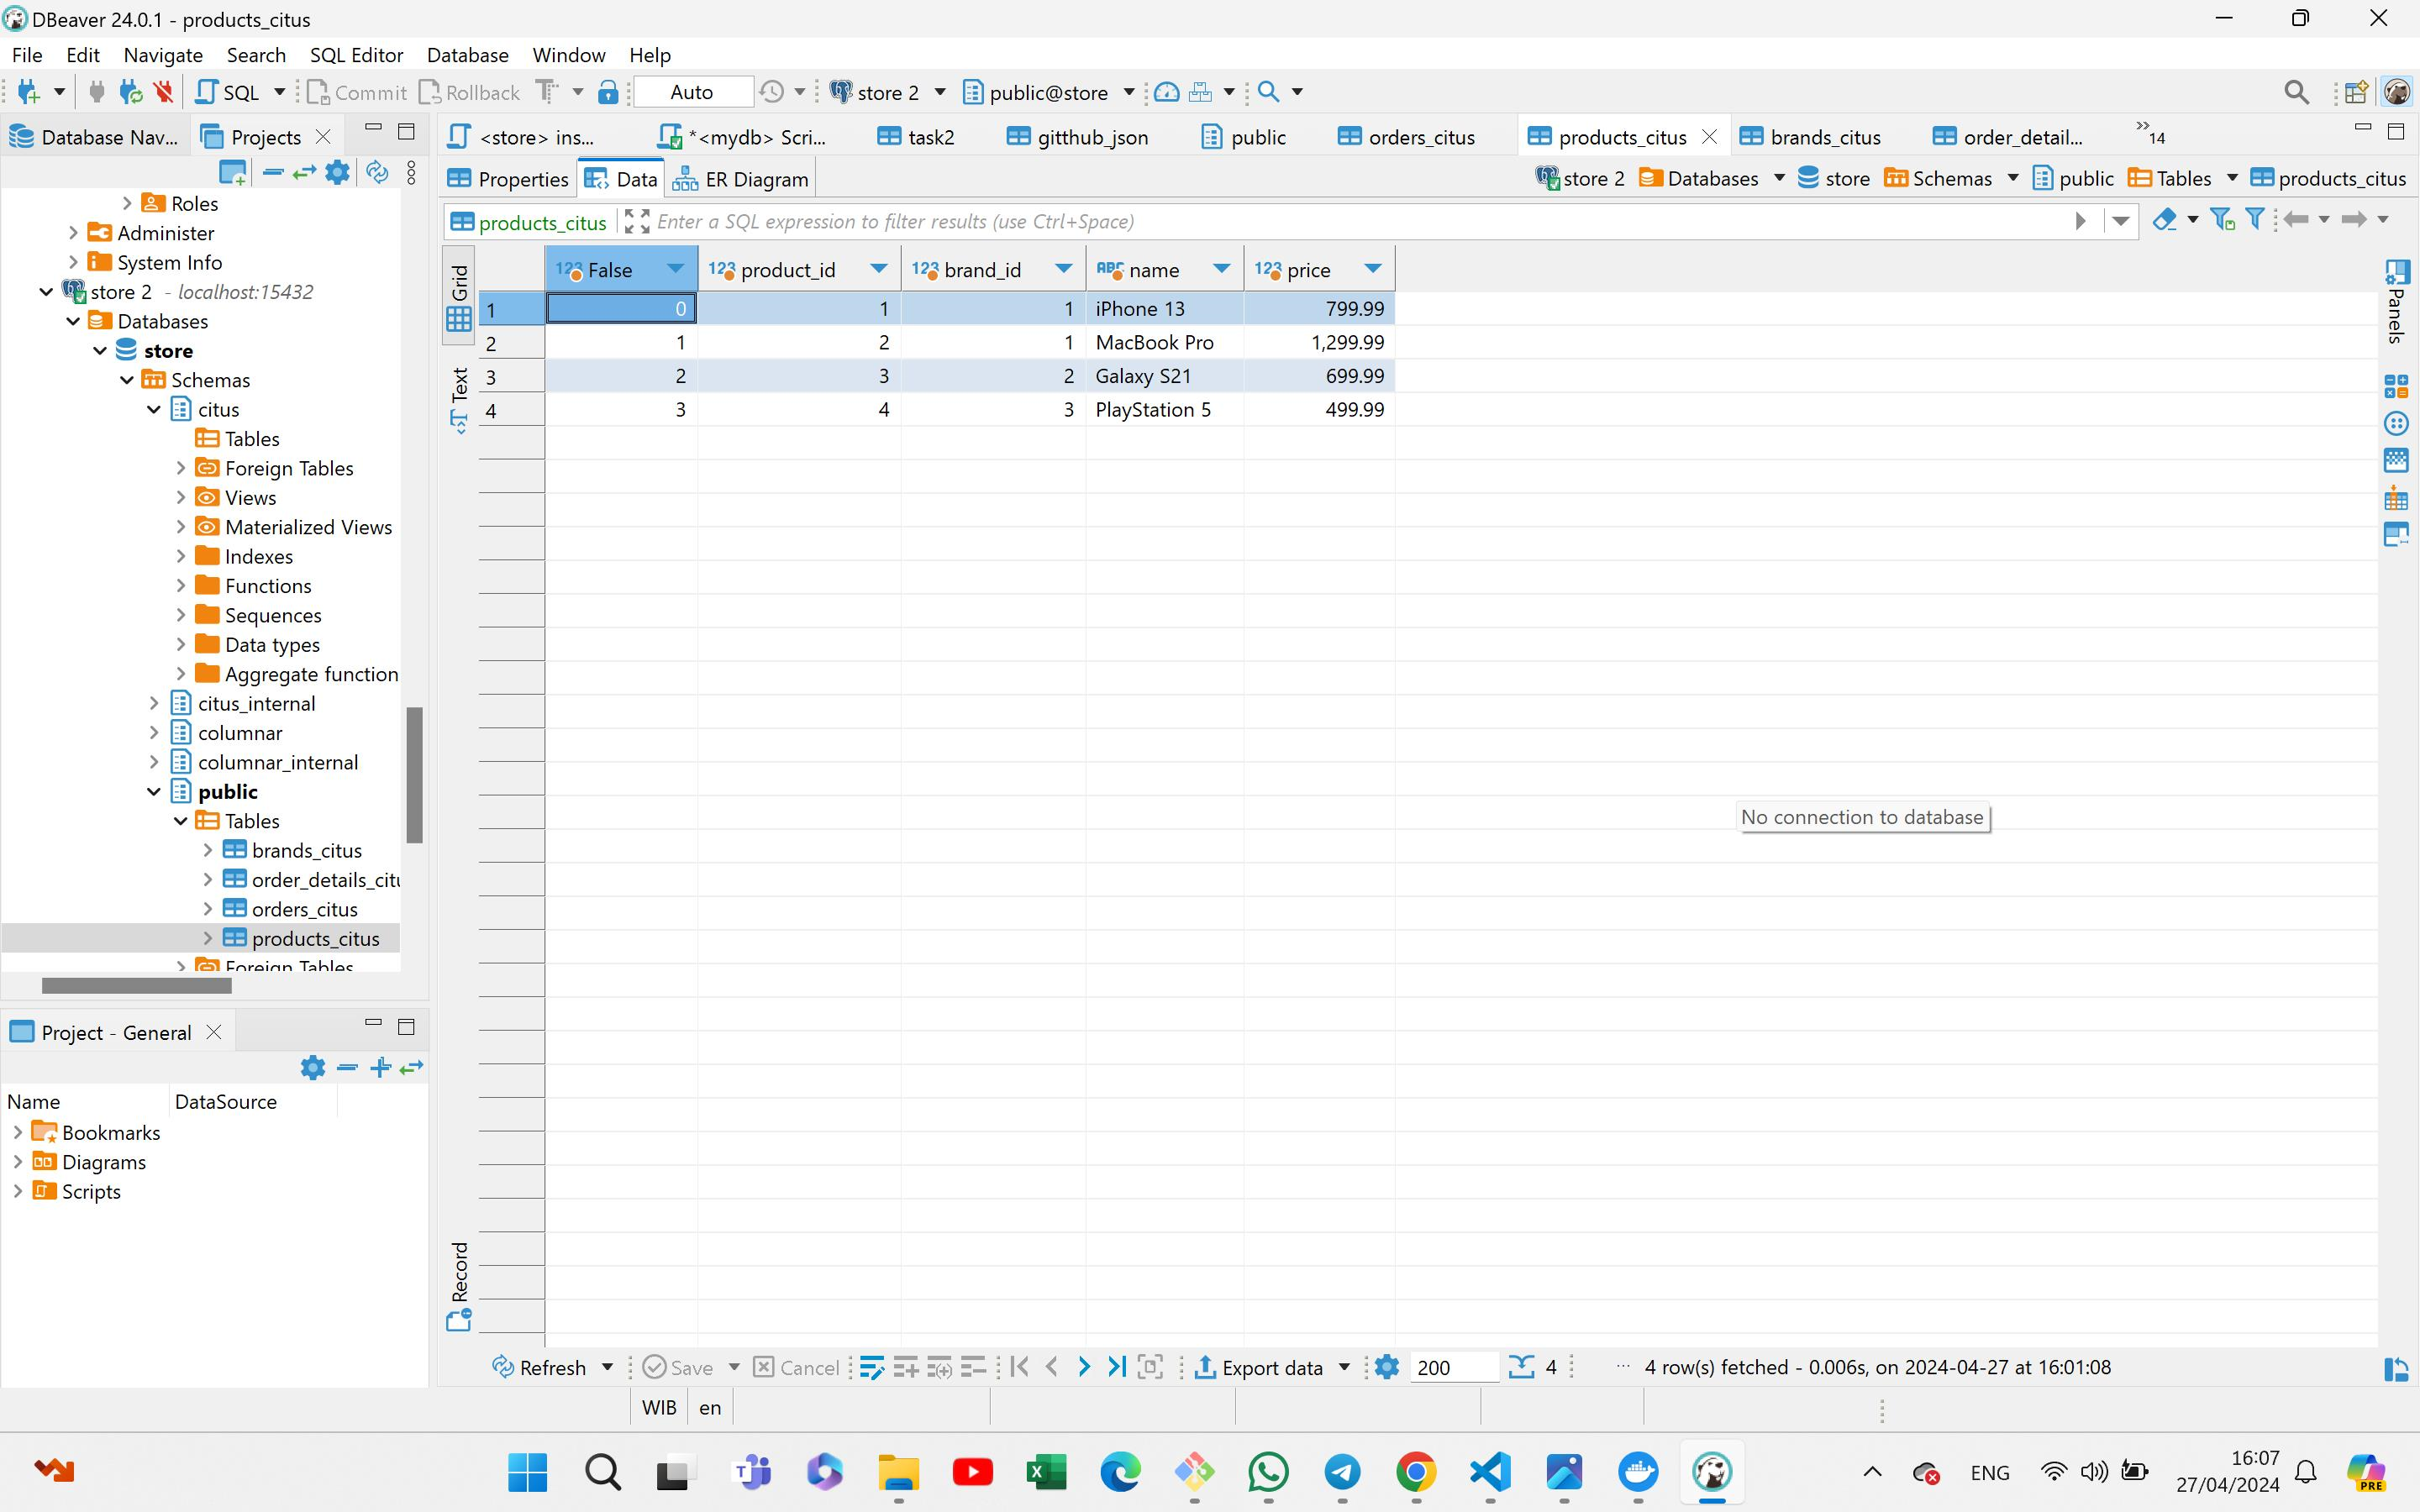 DBeaver 24.0.1 - products_citus
File Edit Navigate Search SQL Editor Database Window Help
SQL Commit Rollback Auto store 2 public@store
Database Nav... Projects
<store> ins... *<mydb> Scri... task2 gitthub_json public orders_citus products_citus brands_citus order_detail... »14
Properties Data ER Diagram store 2 Databases store Schemas public Tables products_citus
products_citus Enter a SQL expression to filter results (use Ctrl+Space)
Roles
Administer
System Info
store 2 - localhost:15432
Databases
store
Schemas
citus
Tables
Foreign Tables
Views
Materialized Views
Indexes
Functions
Sequences
Data types
Aggregate function
citus_internal
columnar
columnar_internal
public
Tables
brands_citus
order_details_citu
orders_citus
products_citus
Foreign Tables
Grid
Text
Record
123 False 123 product_id 123 brand_id ABC name 123 price
1 0 1 1 iPhone 13 799.99
2 1 2 1 MacBook Pro 1,299.99
3 2 3 2 Galaxy S21 699.99
4 3 4 3 PlayStation 5 499.99
Panels
No connection to database
Project - General
Name DataSource
Bookmarks
Diagrams
Scripts
Refresh Save Cancel Export data 200 4 ... 4 row(s) fetched - 0.006s, on 2024-04-27 at 16:01:08
WIB en
ENG 16:07
27/04/2024
PRE